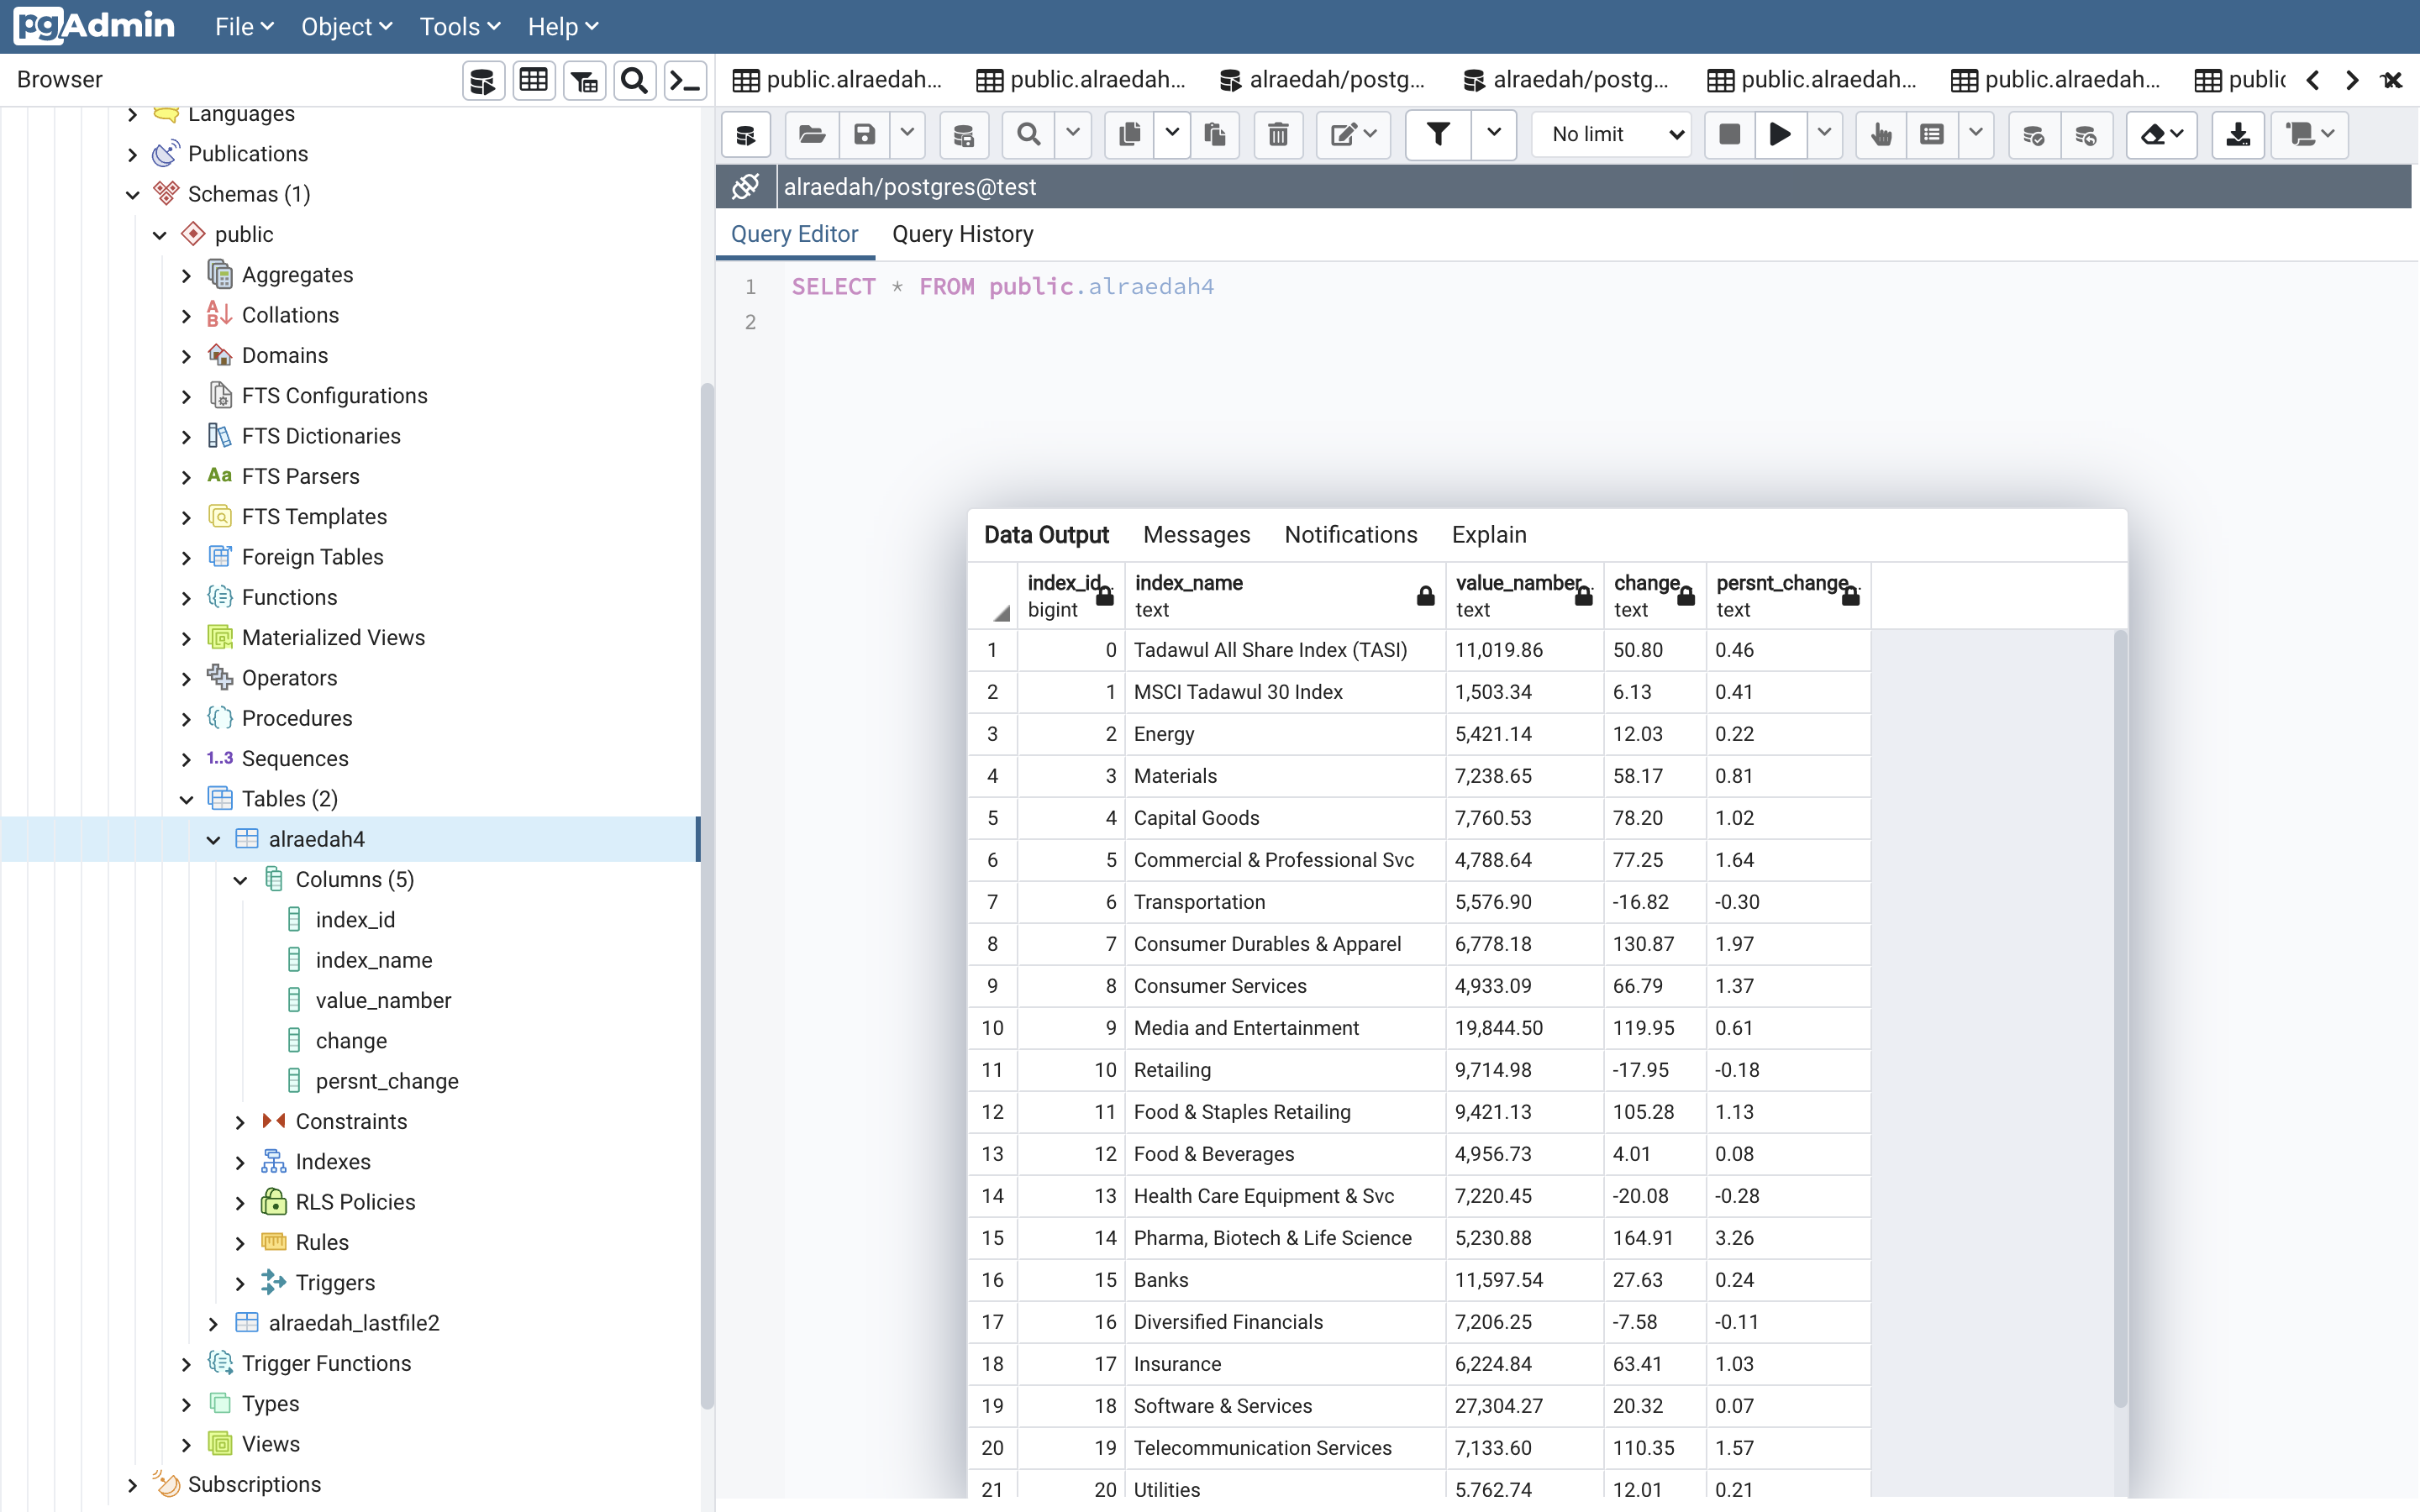 pgAdmin File Object Tools Help
Browser
public.alraedah... public.alraedah... alraedah/postg... alraedah/postg... public.alraedah... public.alraedah... public
No limit
alraedah/postgres@test
Query Editor Query History
1 SELECT * FROM public.alraedah4
2
Languages
Publications
Schemas (1)
public
Aggregates
Collations
Domains
FTS Configurations
FTS Dictionaries
Aa FTS Parsers
FTS Templates
Foreign Tables
Functions
Materialized Views
Operators
Procedures
1..3 Sequences
Tables (2)
alraedah4
Columns (5)
index_id
index_name
value_namber
change
persnt_change
Constraints
Indexes
RLS Policies
Rules
Triggers
alraedah_lastfile2
Trigger Functions
Types
Views
Subscriptions
Data Output Messages Notifications Explain
index_id index_name value_namber change persnt_change
bigint text text text text
1 0 Tadawul All Share Index (TASI) 11,019.86 50.80 0.46
2 1 MSCI Tadawul 30 Index 1,503.34 6.13 0.41
3 2 Energy 5,421.14 12.03 0.22
4 3 Materials 7,238.65 58.17 0.81
5 4 Capital Goods 7,760.53 78.20 1.02
6 5 Commercial & Professional Svc 4,788.64 77.25 1.64
7 6 Transportation 5,576.90 -16.82 -0.30
8 7 Consumer Durables & Apparel 6,778.18 130.87 1.97
9 8 Consumer Services 4,933.09 66.79 1.37
10 9 Media and Entertainment 19,844.50 119.95 0.61
11 10 Retailing 9,714.98 -17.95 -0.18
12 11 Food & Staples Retailing 9,421.13 105.28 1.13
13 12 Food & Beverages 4,956.73 4.01 0.08
14 13 Health Care Equipment & Svc 7,220.45 -20.08 -0.28
15 14 Pharma, Biotech & Life Science 5,230.88 164.91 3.26
16 15 Banks 11,597.54 27.63 0.24
17 16 Diversified Financials 7,206.25 -7.58 -0.11
18 17 Insurance 6,224.84 63.41 1.03
19 18 Software & Services 27,304.27 20.32 0.07
20 19 Telecommunication Services 7,133.60 110.35 1.57
21 20 Utilities 5,762.74 12.01 0.21